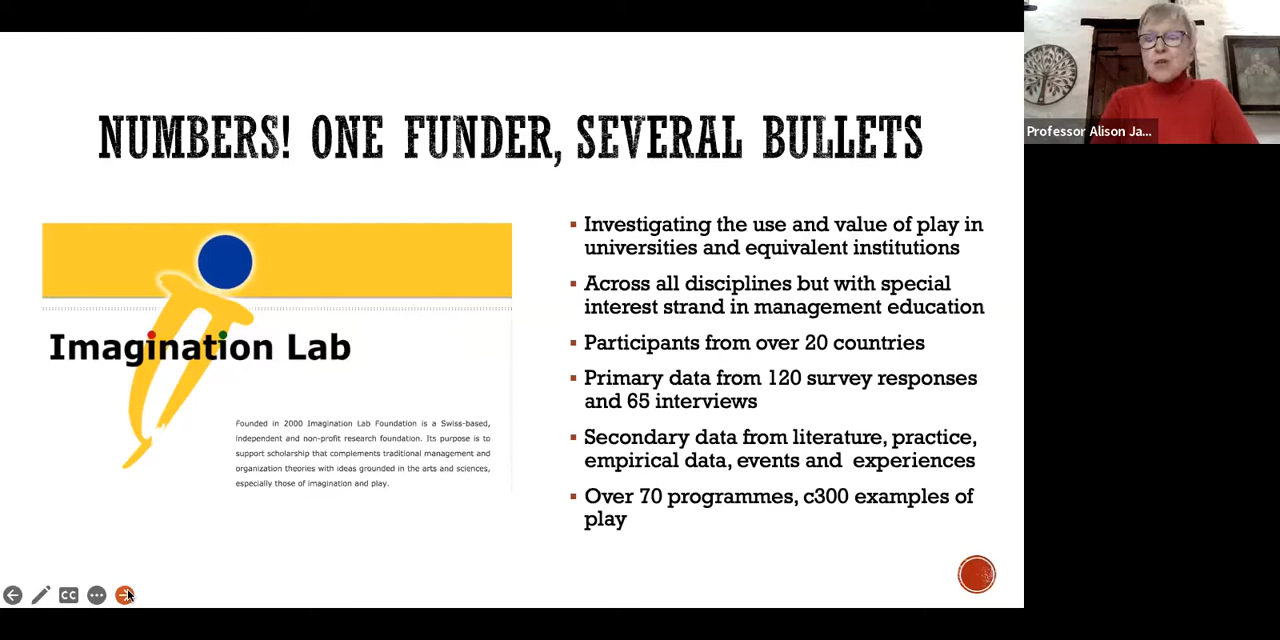 NUMBERS! ONE FUNDER, SEVERAL BULLETS
Professor Alison Ja...
Imagination Lab
Founded in 2000 Imagination Lab Foundation is a Swiss-based,
independent and non-profit research foundation. Its purpose is to
support scholarship that complements traditional management and
organization theories with ideas grounded in the arts and sciences,
especially those of imagination and play.
▪ Investigating the use and value of play in
universities and equivalent institutions
▪ Across all disciplines but with special
interest strand in management education
▪ Participants from over 20 countries
▪ Primary data from 120 survey responses
and 65 interviews
▪ Secondary data from literature, practice,
empirical data, events and experiences
▪ Over 70 programmes, c300 examples of
play
CC